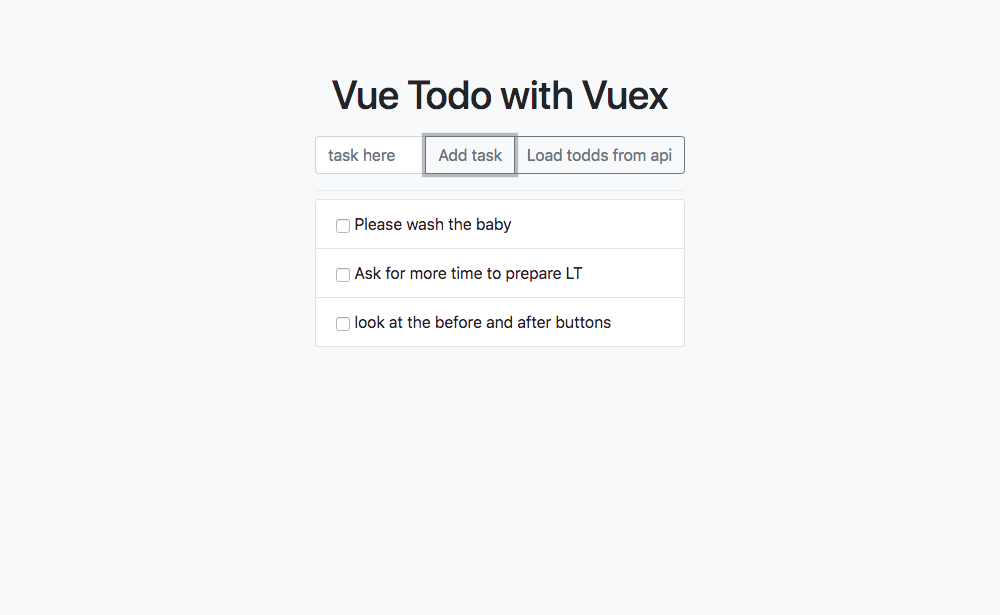 Vue Todo with Vuex
task here Add task Load todds from api
Please wash the baby
Ask for more time to prepare LT
look at the before and after buttons